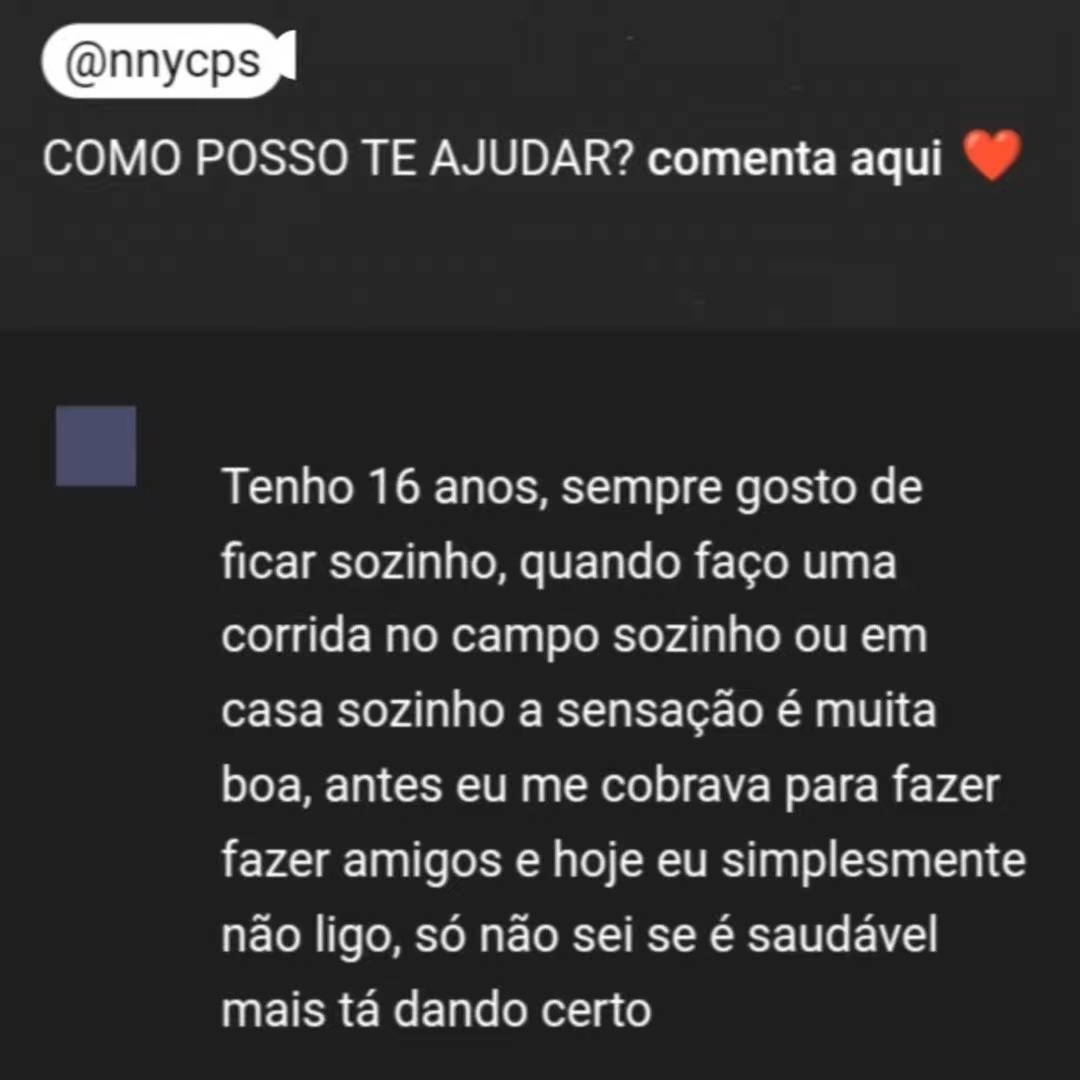 @nnycps
COMO POSSO TE AJUDAR? comenta aqui ❤️
Tenho 16 anos, sempre gosto de
ficar sozinho, quando faço uma
corrida no campo sozinho ou em
casa sozinho a sensação é muita
boa, antes eu me cobrava para fazer
fazer amigos e hoje eu simplesmente
não ligo, só não sei se é saudável
mais tá dando certo